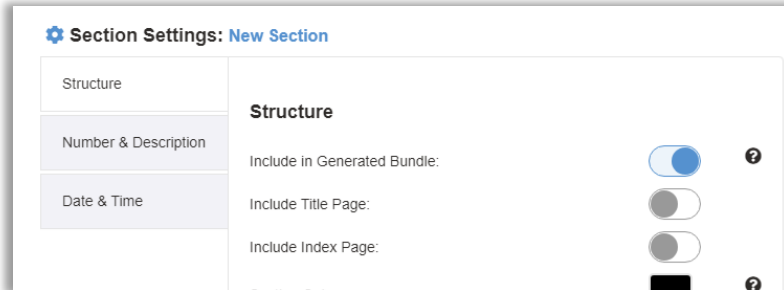 Section Settings: New Section
Structure
Number & Description
Date & Time
Structure
Include in Generated Bundle:
Include Title Page:
Include Index Page: